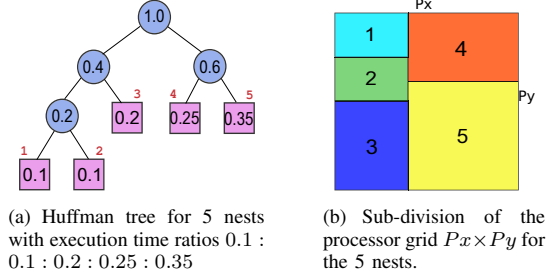 1.0
0.4
0.6
3
4
5
0.2
0.2
0.25
0.35
1
2
0.1
0.1
(a) Huffman tree for 5 nests
with execution time ratios 0.1 :
0.1 : 0.2 : 0.25 : 0.35
Px
1
4
2
Py
3
5
(b) Sub-division of the
processor grid Px×Py for
the 5 nests.